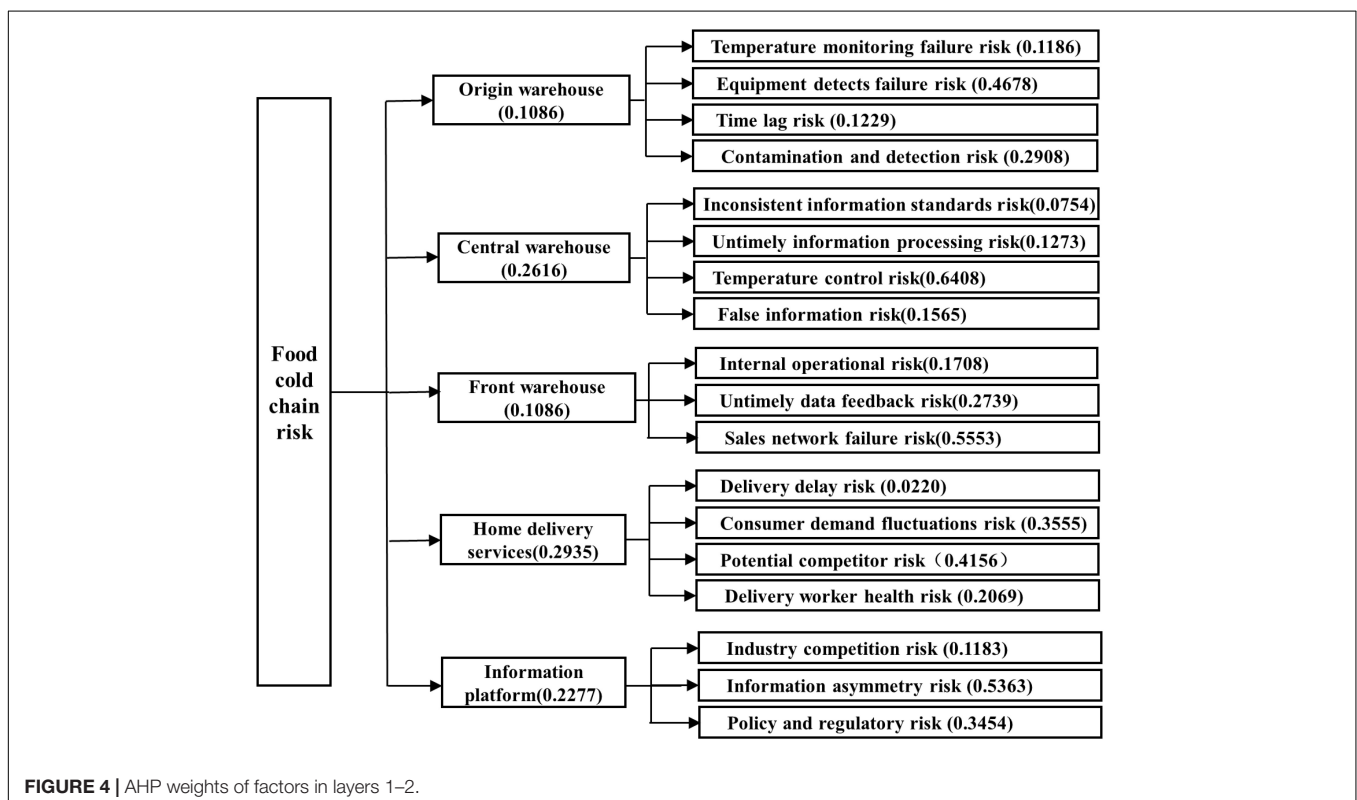 Food
cold
chain
risk
Origin warehouse
(0.1086)
Temperature monitoring failure risk (0.1186)
Equipment detects failure risk (0.4678)
Time lag risk (0.1229)
Contamination and detection risk (0.2908)
Central warehouse
(0.2616)
Inconsistent information standards risk(0.0754)
Untimely information processing risk(0.1273)
Temperature control risk(0.6408)
False information risk(0.1565)
Front warehouse
(0.1086)
Internal operational risk(0.1708)
Untimely data feedback risk(0.2739)
Sales network failure risk(0.5553)
Home delivery
services(0.2935)
Delivery delay risk (0.0220)
Consumer demand fluctuations risk (0.3555)
Potential competitor risk（0.4156）
Delivery worker health risk (0.2069)
Information
platform(0.2277)
Industry competition risk (0.1183)
Information asymmetry risk (0.5363)
Policy and regulatory risk (0.3454)
FIGURE 4 | AHP weights of factors in layers 1–2.